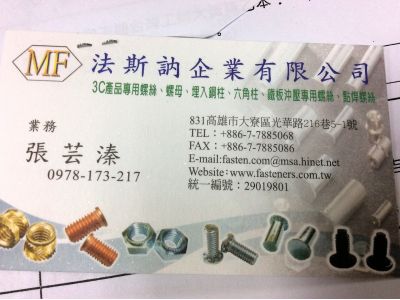 本：
MF
法斯訥企業有限公司
3C產品專用螺絲、螺母、埋入銅柱、六角柱、鐵板沖壓專用螺絲、點焊螺絲
業務
張芸溱
0978-173-217
831高雄市大寮區光華路216巷5-1號
TEL：+886-7-7885068
FAX：+886-7-7885086
E-mail:fasten.com@msa.hinet.net
Website:www.fasteners.com.tw
統一編號：29019801